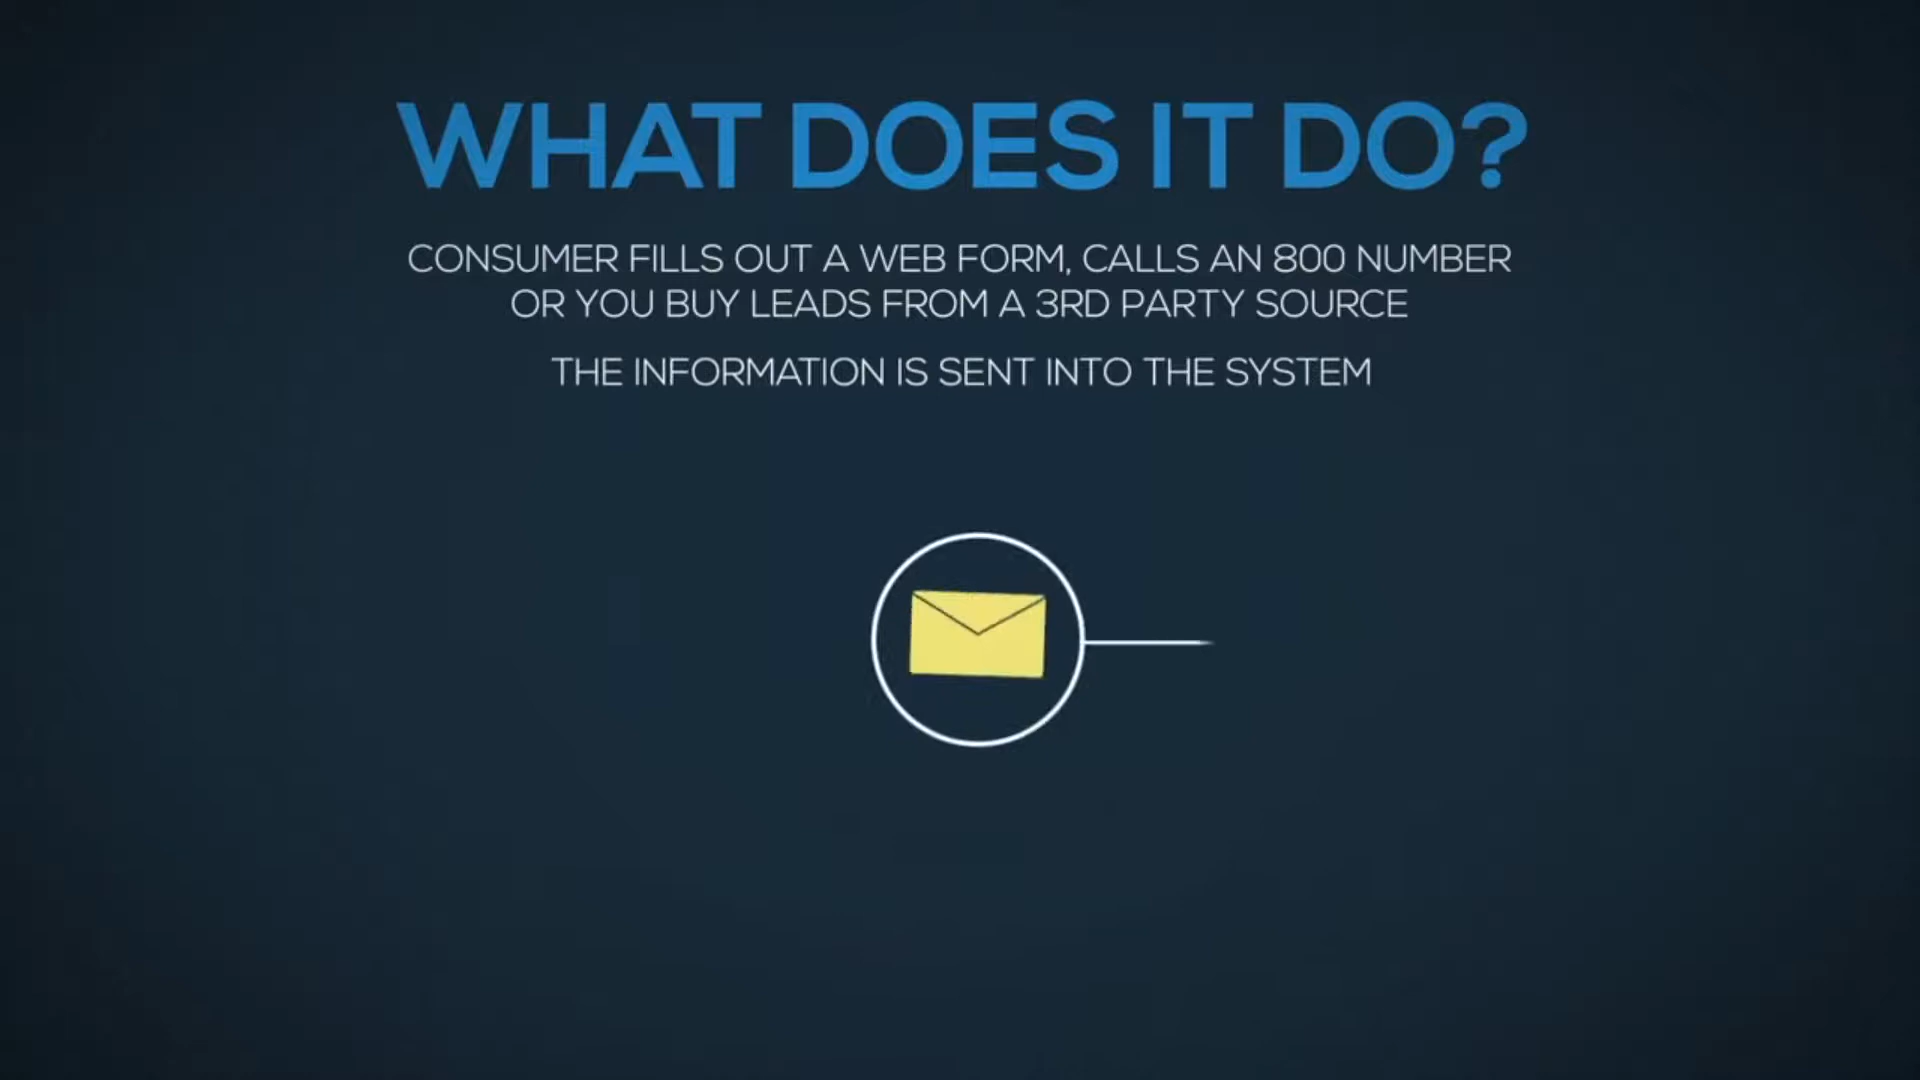 WHAT DOES IT DO?
CONSUMER FILLS OUT A WEB FORM, CALLS AN 800 NUMBER
OR YOU BUY LEADS FROM A 3RD PARTY SOURCE
THE INFORMATION IS SENT INTO THE SYSTEM